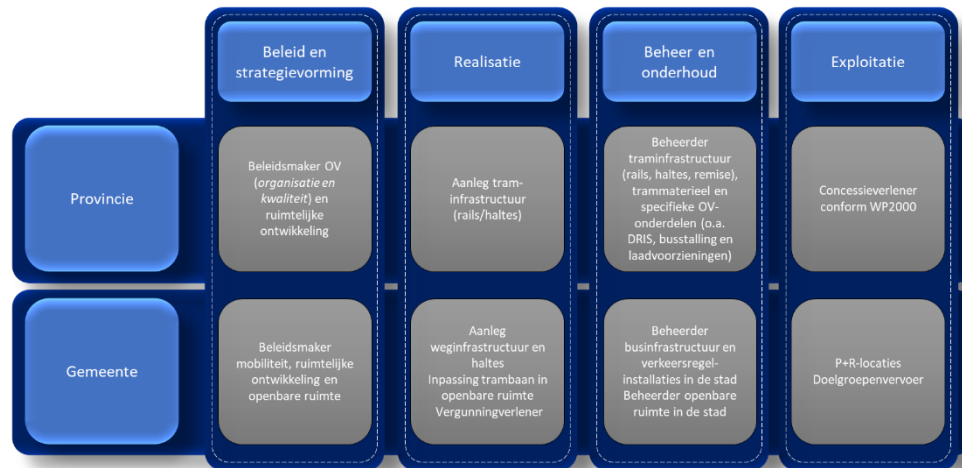 Beleid en
strategievorming
Realisatie
Beheer en
onderhoud
Exploitatie
Provincie
Beleidsmaker OV
(organisatie en
kwaliteit) en
ruimtelijke
ontwikkeling
Aanleg tram-
infrastructuur
(rails/haltes)
Beheerder
traminfrastructuur
(rails, haltes, remise),
trammaterieel en
specifieke OV-
onderdelen (o.a.
DRIS, busstalling en
laadvoorzieningen)
Concessieverlener
conform WP2000
Gemeente
Beleidsmaker
mobiliteit, ruimtelijke
ontwikkeling en
openbare ruimte
Aanleg
weginfrastructuur en
haltes
Inpassing trambaan in
openbare ruimte
Vergunningverlener
Beheerder
businfrastructuur en
verkeersregel-
installaties in de stad
Beheerder openbare
ruimte in de stad
P+R-locaties
Doelgroepenvervoer